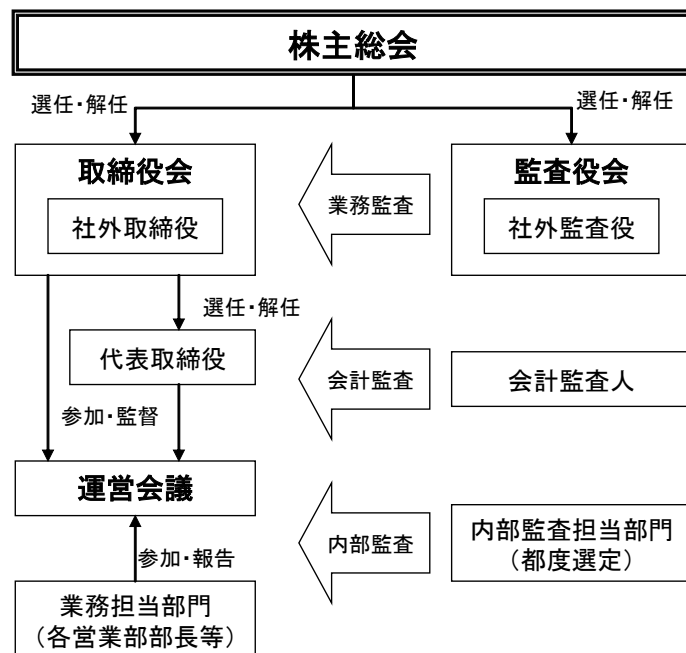 株主総会
選任・解任
選任・解任
取締役会
監査役会
社外取締役
業務監査
社外監査役
選任・解任
代表取締役
会計監査
会計監査人
参加・監督
運営会議
内部監査
内部監査担当部門
（都度選定）
参加・報告
業務担当部門
（各営業部部長等）